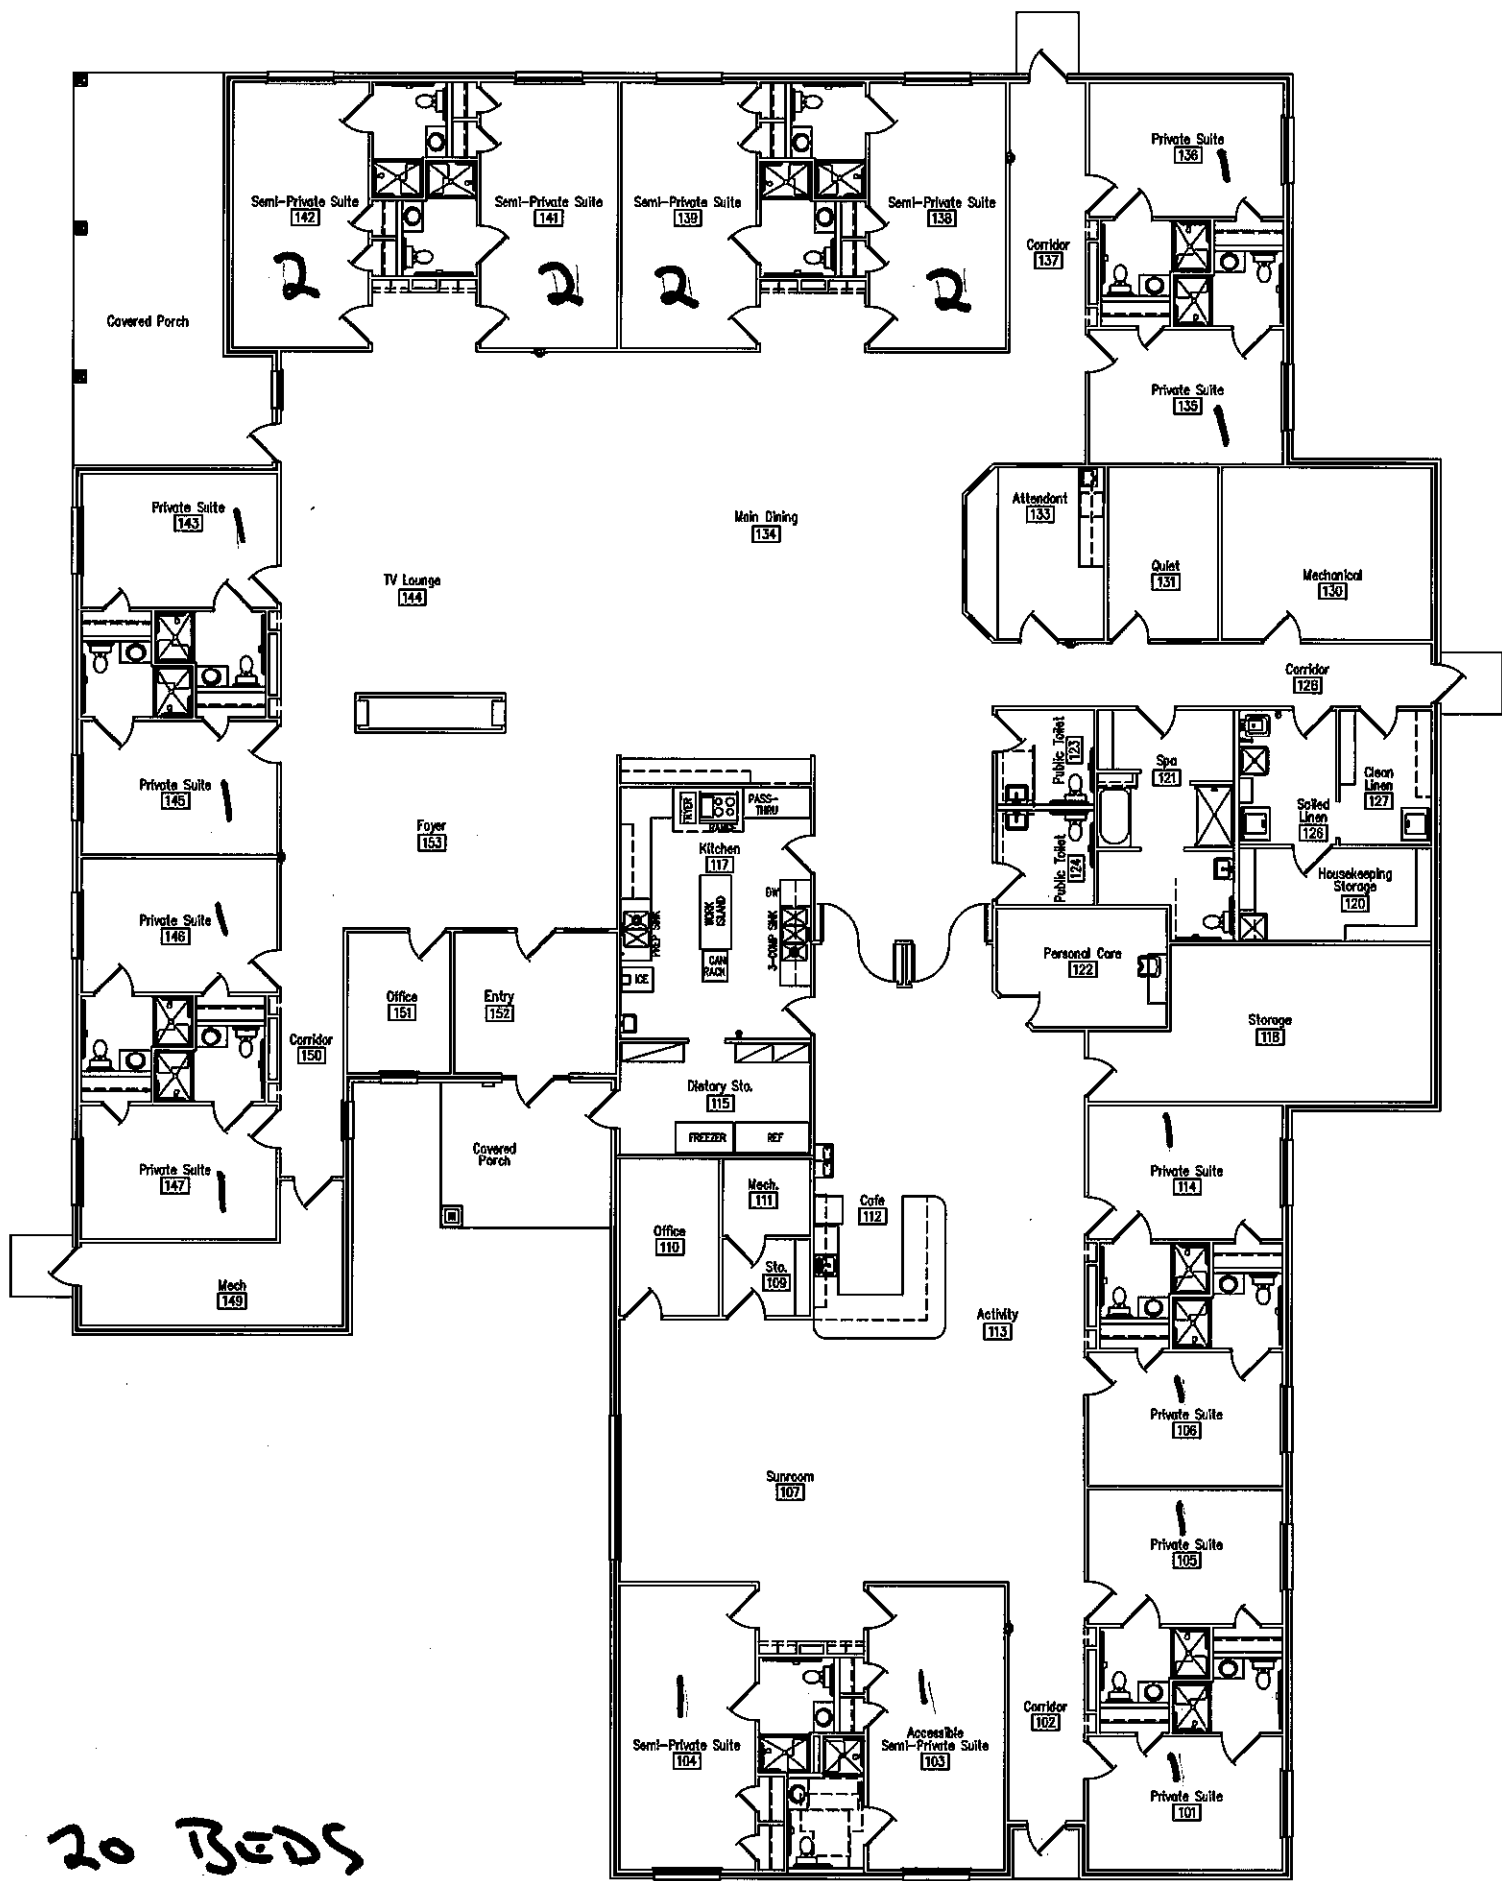 Private Suite
136
1
Semi-Private Suite
142
2
Semi-Private Suite
141
2
Semi-Private Suite
139
2
Semi-Private Suite
138
2
Corridor
137
Covered Porch
Private Suite
135
1
Private Suite
143
1
Main Dining
134
Attendant
133
Quiet
131
Mechanical
130
TV Lounge
144
Corridor
128
Public Toilet
123
Spa
121
Clean
Linen
127
Soiled
Linen
126
Private Suite
145
1
Foyer
153
FRYER
RANGE
PASS-
THRU
Kitchen
117
Public Toilet
124
Housekeeping
Storage
120
Private Suite
146
1
WORK
ISLAND
DW
PREP SINK
3-COMP SINK
CAN
RACK
ICE
Personal Care
122
Office
151
Entry
152
Corridor
150
Storage
118
Dietary Sto.
115
FREEZER
REF
Covered
Porch
Private Suite
147
1
Private Suite
114
1
Mech.
111
Cafe
112
Office
110
Sto.
109
Mech
149
Activity
113
Private Suite
106
1
Sunroom
107
Private Suite
105
1
Semi-Private Suite
104
1
Accessible
Semi-Private Suite
103
1
Corridor
102
Private Suite
101
1
20 BEDS